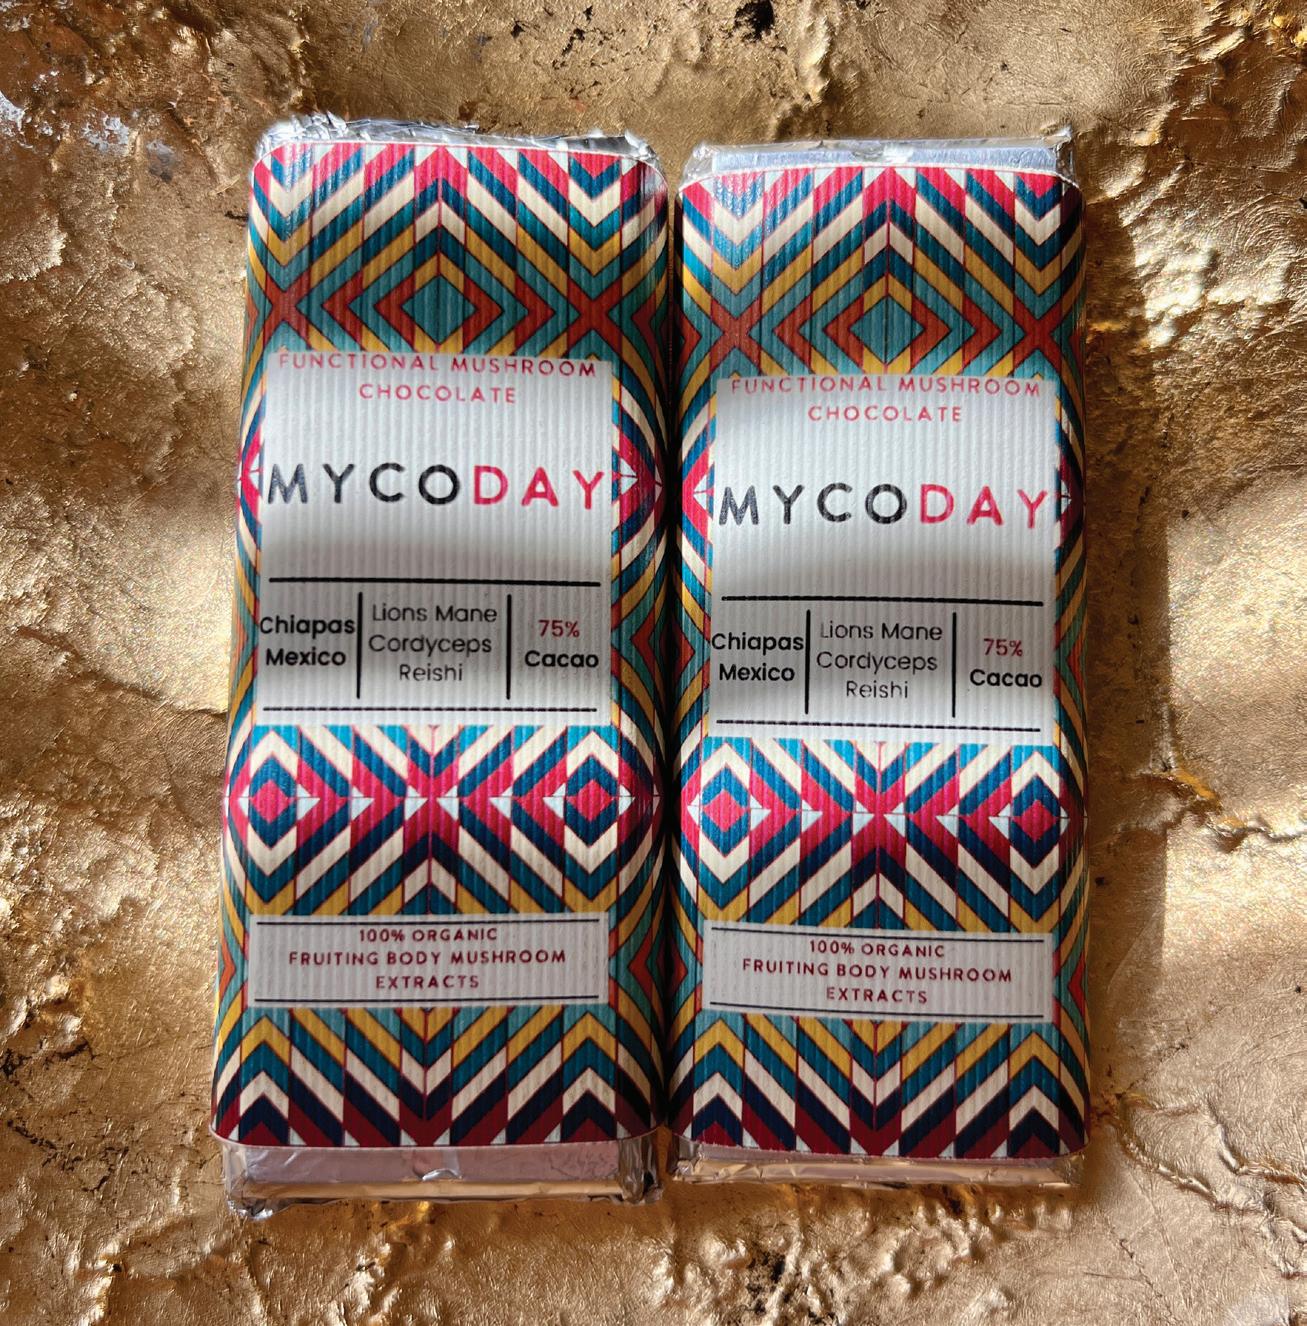 FUNCTIONAL MUSHROOM
CHOCOLATE
MYCODAY
Chiapas
Mexico
Lions Mane
Cordyceps
Reishi
75%
Cacao
100% ORGANIC
FRUITING BODY MUSHROOM
EXTRACTS
FUNCTIONAL MUSHROOM
CHOCOLATE
MYCODAY
Chiapas
Mexico
Lions Mane
Cordyceps
Reishi
75%
Cacao
100% ORGANIC
FRUITING BODY MUSHROOM
EXTRACTS